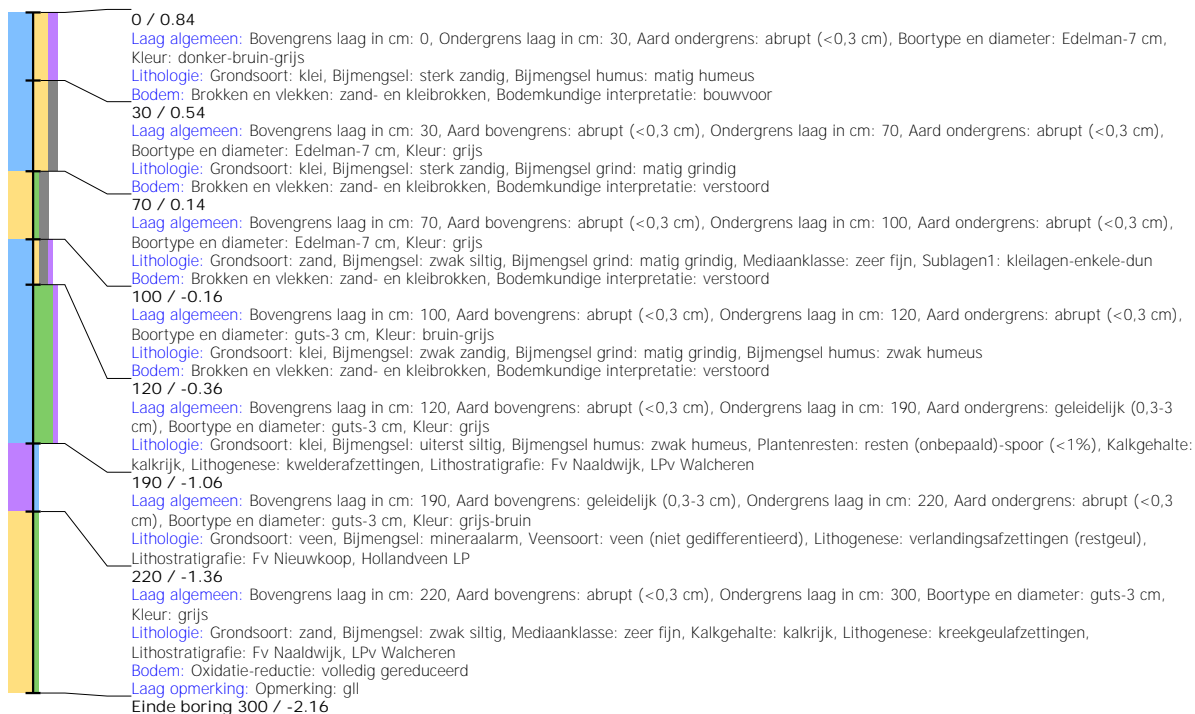 0 / 0.84
Laag algemeen: Bovengrens laag in cm: 0, Ondergrens laag in cm: 30, Aard ondergrens: abrupt (<0,3 cm), Boortype en diameter: Edelman-7 cm,
Kleur: donker-bruin-grijs
Lithologie: Grondsoort: klei, Bijmengsel: sterk zandig, Bijmengsel humus: matig humeus
Bodem: Brokken en vlekken: zand- en kleibrokken, Bodemkundige interpretatie: bouwvoor
30 / 0.54
Laag algemeen: Bovengrens laag in cm: 30, Aard bovengrens: abrupt (<0,3 cm), Ondergrens laag in cm: 70, Aard ondergrens: abrupt (<0,3 cm),
Boortype en diameter: Edelman-7 cm, Kleur: grijs
Lithologie: Grondsoort: klei, Bijmengsel: sterk zandig, Bijmengsel grind: matig grindig
Bodem: Brokken en vlekken: zand- en kleibrokken, Bodemkundige interpretatie: verstoord
70 / 0.14
Laag algemeen: Bovengrens laag in cm: 70, Aard bovengrens: abrupt (<0,3 cm), Ondergrens laag in cm: 100, Aard ondergrens: abrupt (<0,3 cm),
Boortype en diameter: Edelman-7 cm, Kleur: grijs
Lithologie: Grondsoort: zand, Bijmengsel: zwak siltig, Bijmengsel grind: matig grindig, Mediaanklasse: zeer fijn, Sublagen1: kleilagen-enkele-dun
Bodem: Brokken en vlekken: zand- en kleibrokken, Bodemkundige interpretatie: verstoord
100 / -0.16
Laag algemeen: Bovengrens laag in cm: 100, Aard bovengrens: abrupt (<0,3 cm), Ondergrens laag in cm: 120, Aard ondergrens: abrupt (<0,3 cm),
Boortype en diameter: guts-3 cm, Kleur: bruin-grijs
Lithologie: Grondsoort: klei, Bijmengsel: zwak zandig, Bijmengsel grind: matig grindig, Bijmengsel humus: zwak humeus
Bodem: Brokken en vlekken: zand- en kleibrokken, Bodemkundige interpretatie: verstoord
120 / -0.36
Laag algemeen: Bovengrens laag in cm: 120, Aard bovengrens: abrupt (<0,3 cm), Ondergrens laag in cm: 190, Aard ondergrens: geleidelijk (0,3-3
cm), Boortype en diameter: guts-3 cm, Kleur: grijs
Lithologie: Grondsoort: klei, Bijmengsel: uiterst siltig, Bijmengsel humus: zwak humeus, Plantenresten: resten (onbepaald)-spoor (<1%), Kalkgehalte:
kalkrijk, Lithogenese: kwelderafzettingen, Lithostratigrafie: Fv Naaldwijk, LPv Walcheren
190 / -1.06
Laag algemeen: Bovengrens laag in cm: 190, Aard bovengrens: geleidelijk (0,3-3 cm), Ondergrens laag in cm: 220, Aard ondergrens: abrupt (<0,3
cm), Boortype en diameter: guts-3 cm, Kleur: grijs-bruin
Lithologie: Grondsoort: veen, Bijmengsel: mineraalarm, Veensoort: veen (niet gedifferentieerd), Lithogenese: verlandingsafzettingen (restgeul),
Lithostratigrafie: Fv Nieuwkoop, Hollandveen LP
220 / -1.36
Laag algemeen: Bovengrens laag in cm: 220, Aard bovengrens: abrupt (<0,3 cm), Ondergrens laag in cm: 300, Boortype en diameter: guts-3 cm,
Kleur: grijs
Lithologie: Grondsoort: zand, Bijmengsel: zwak siltig, Mediaanklasse: zeer fijn, Kalkgehalte: kalkrijk, Lithogenese: kreekgeulafzettingen,
Lithostratigrafie: Fv Naaldwijk, LPv Walcheren
Bodem: Oxidatie-reductie: volledig gereduceerd
Laag opmerking: Opmerking: gll
Einde boring 300 / -2.16